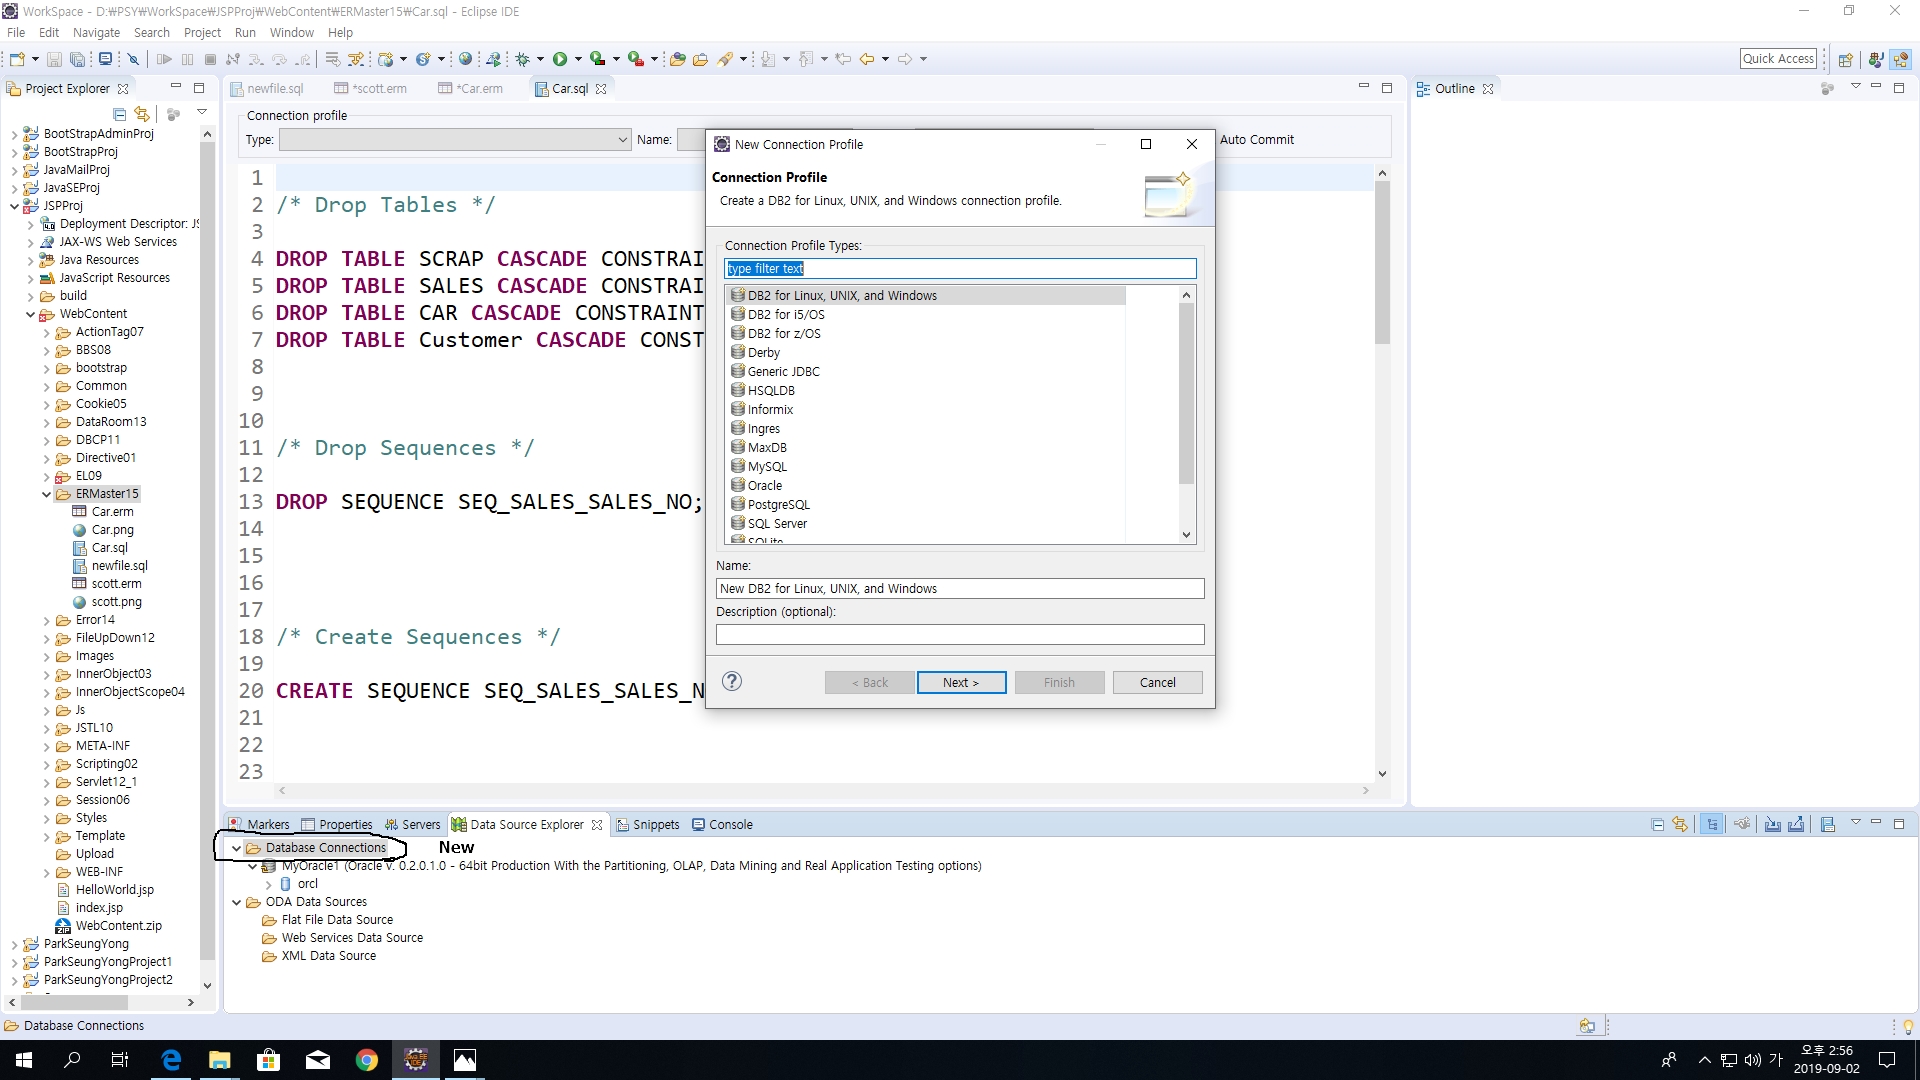 WorkSpace - D:￦PSY￦WorkSpace￦JSPProj￦WebContent￦ERMaster15￦Car.sql - Eclipse IDE
File Edit Navigate Search Project Run Window Help
Quick Access
Project Explorer
newfile.sql *scott.erm *Car.erm Car.sql
Outline
Connection profile
Type: Name: Auto Commit
BootStrapAdminProj
BootStrapProj
JavaMailProj
JavaSEProj
JSPProj
Deployment Descriptor: JS
JAX-WS Web Services
Java Resources
JavaScript Resources
build
WebContent
ActionTag07
BBS08
bootstrap
Common
Cookie05
DataRoom13
DBCP11
Directive01
EL09
ERMaster15
Car.erm
Car.png
Car.sql
newfile.sql
scott.erm
scott.png
Error14
FileUpDown12
Images
InnerObject03
InnerObjectScope04
Js
JSTL10
META-INF
Scripting02
Servlet12_1
Session06
Styles
Template
Upload
WEB-INF
HelloWorld.jsp
index.jsp
WebContent.zip
ParkSeungYong
ParkSeungYongProject1
ParkSeungYongProject2
1
2 /* Drop Tables */
3
4 DROP TABLE SCRAP CASCADE CONSTRAI
5 DROP TABLE SALES CASCADE CONSTRAI
6 DROP TABLE CAR CASCADE CONSTRAINT
7 DROP TABLE Customer CASCADE CONST
8
9
10
11 /* Drop Sequences */
12
13 DROP SEQUENCE SEQ_SALES_SALES_NO;
14
15
16
17
18 /* Create Sequences */
19
20 CREATE SEQUENCE SEQ_SALES_SALES_N
21
22
23
New Connection Profile
Connection Profile
Create a DB2 for Linux, UNIX, and Windows connection profile.
Connection Profile Types:
type filter text
DB2 for Linux, UNIX, and Windows
DB2 for i5/OS
DB2 for z/OS
Derby
Generic JDBC
HSQLDB
Informix
Ingres
MaxDB
MySQL
Oracle
PostgreSQL
SQL Server
SQLite
Name:
New DB2 for Linux, UNIX, and Windows
Description (optional):
< Back Next > Finish Cancel
Markers Properties Servers Data Source Explorer Snippets Console
Database Connections New
MyOracle1 (Oracle v. 0.2.0.1.0 - 64bit Production With the Partitioning, OLAP, Data Mining and Real Application Testing options)
orcl
ODA Data Sources
Flat File Data Source
Web Services Data Source
XML Data Source
Database Connections
가
오후 2:56
2019-09-02